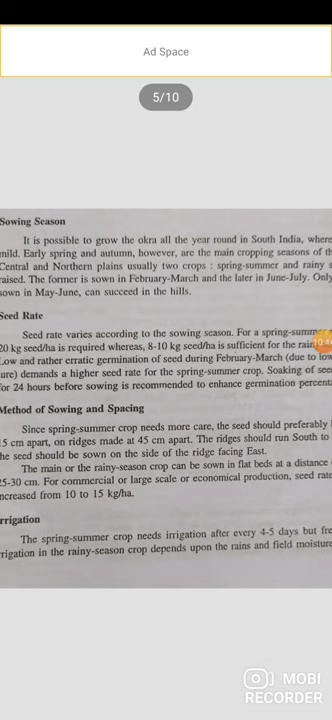 Ad Space
5/10
Sowing Season
It is possible to grow the okra all the year round in South India, where
mild. Early spring and autumn, however, are the main cropping seasons of th
Central and Northern plains usually two crops : spring-summer and rainy s
raised. The former is sown in February-March and the later in June-July. Only
sown in May-June, can succeed in the hills.
Seed Rate
Seed rate varies according to the sowing season. For a spring-summer
20 kg seed/ha is required whereas, 8-10 kg seed/ha is sufficient for the rain
Low and rather erratic germination of seed during February-March (due to low
ure) demands a higher seed rate for the spring-summer crop. Soaking of see
for 24 hours before sowing is recommended to enhance germination percenta
Method of Sowing and Spacing
Since spring-summer crop needs more care, the seed should preferably
5 cm apart, on ridges made at 45 cm apart. The ridges should run South to
he seed should be sown on the side of the ridge facing East.
The main or the rainy-season crop can be sown in flat beds at a distance
25-30 cm. For commercial or large scale or economical production, seed rate
ncreased from 10 to 15 kg/ha.
rrigation
The spring-summer crop needs irrigation after every 4-5 days but fre
rrigation in the rainy-season crop depends upon the rains and field moisture
MOBI
RECORDER